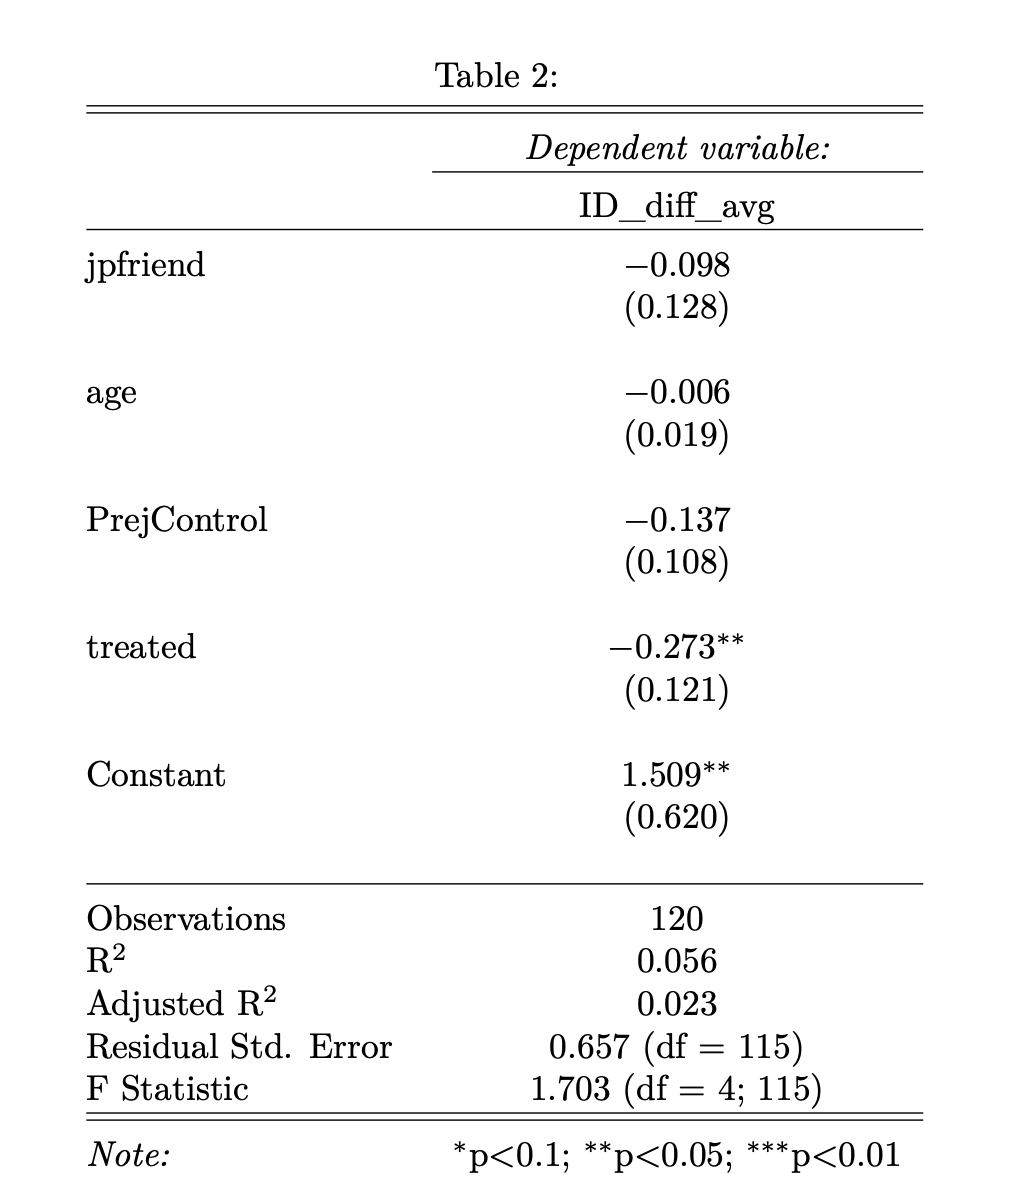 Table 2:
Dependent variable:
ID_diff_avg
jpfriend −0.098
(0.128)
age −0.006
(0.019)
PrejControl −0.137
(0.108)
treated −0.273**
(0.121)
Constant 1.509**
(0.620)
Observations 120
R² 0.056
Adjusted R² 0.023
Residual Std. Error 0.657 (df = 115)
F Statistic 1.703 (df = 4; 115)
Note: *p<0.1; **p<0.05; ***p<0.01